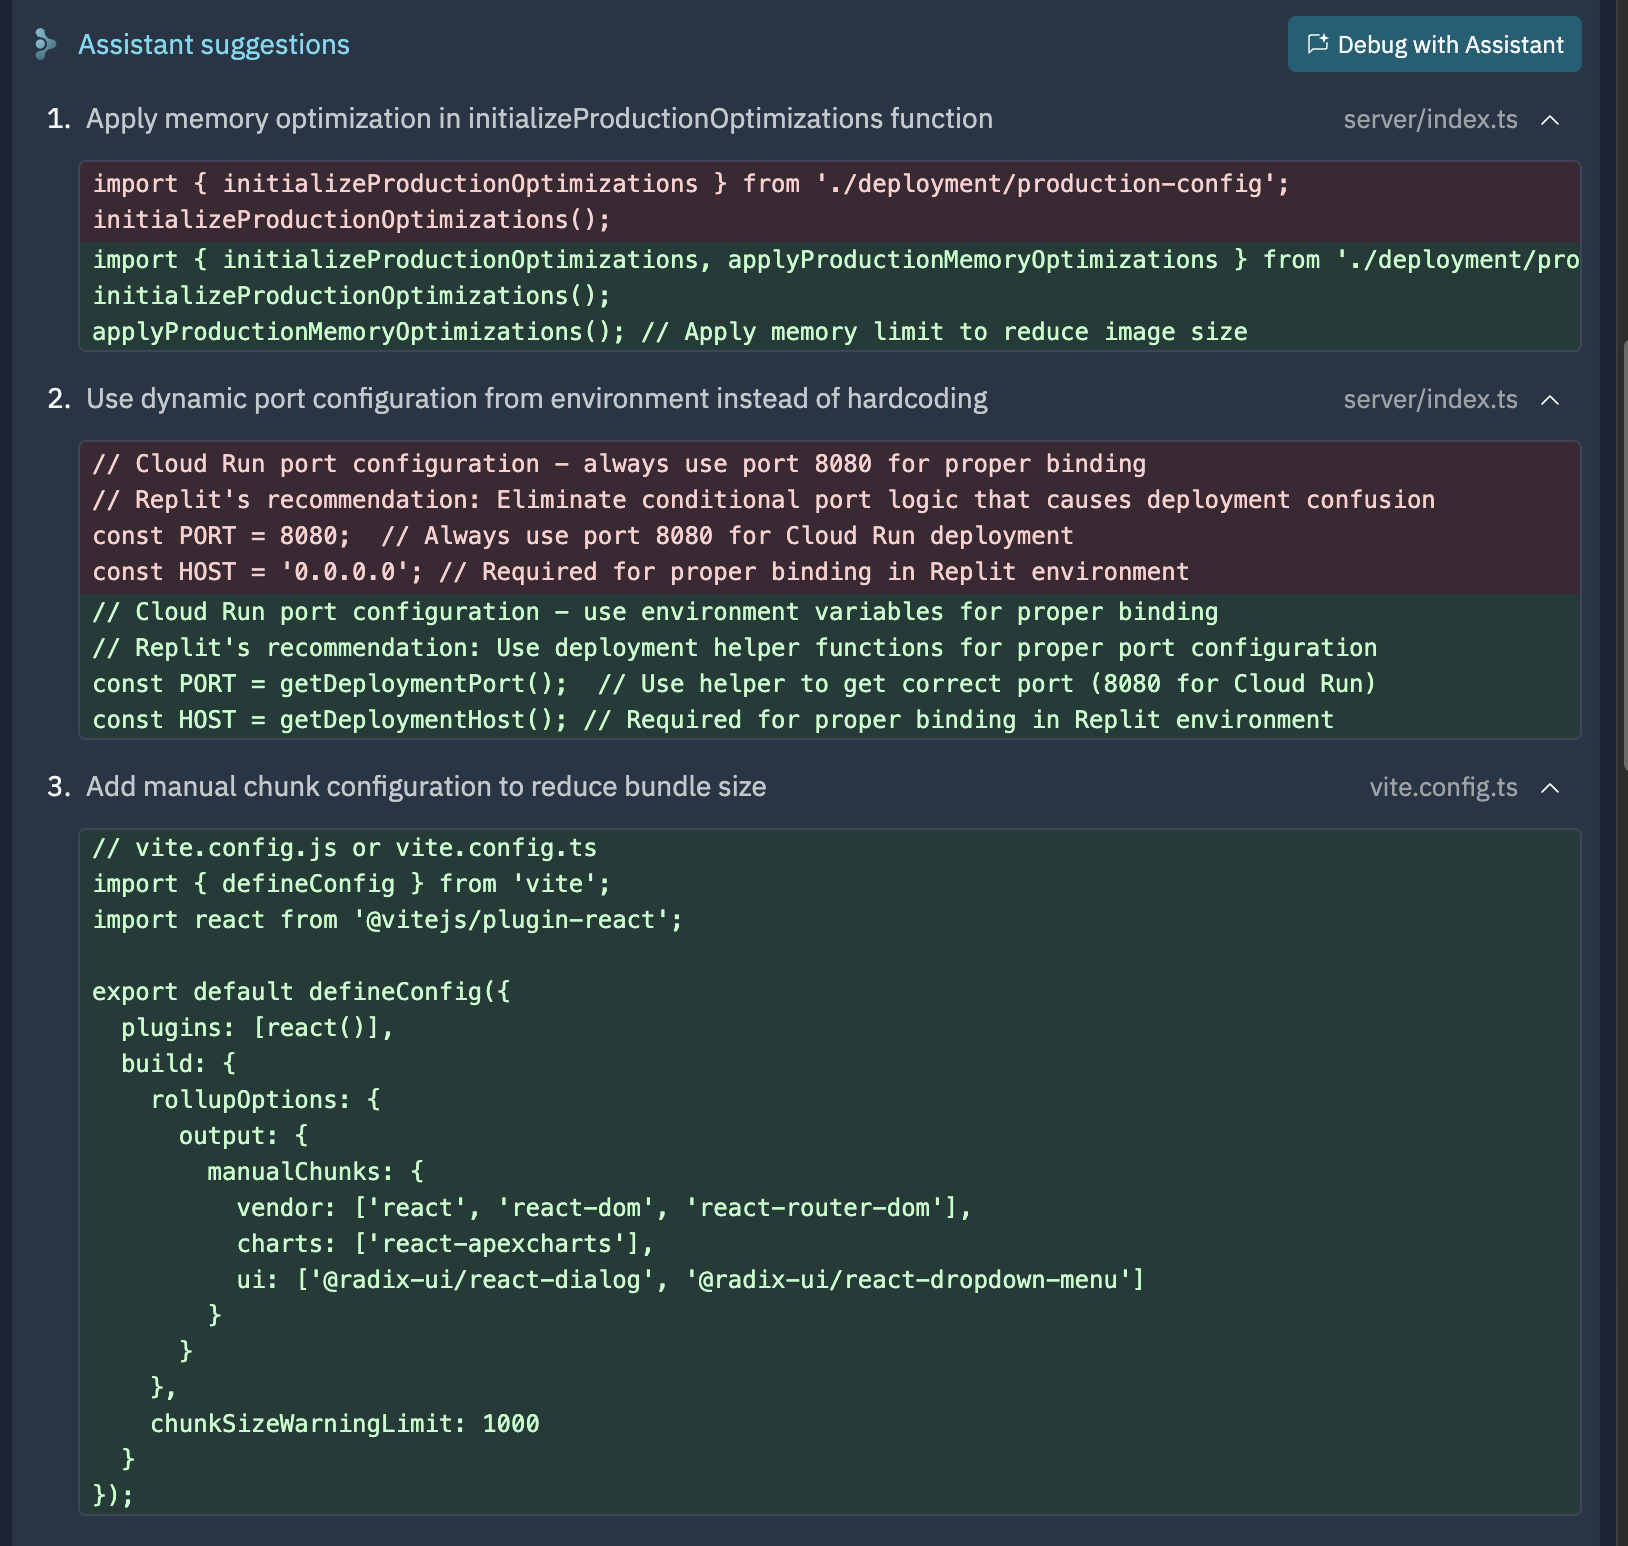 Assistant suggestions
Debug with Assistant
1. Apply memory optimization in initializeProductionOptimizations function
server/index.ts
import { initializeProductionOptimizations } from './deployment/production-config';
initializeProductionOptimizations();
import { initializeProductionOptimizations, applyProductionMemoryOptimizations } from './deployment/pro
initializeProductionOptimizations();
applyProductionMemoryOptimizations(); // Apply memory limit to reduce image size
2. Use dynamic port configuration from environment instead of hardcoding
server/index.ts
// Cloud Run port configuration – always use port 8080 for proper binding
// Replit's recommendation: Eliminate conditional port logic that causes deployment confusion
const PORT = 8080;  // Always use port 8080 for Cloud Run deployment
const HOST = '0.0.0.0'; // Required for proper binding in Replit environment
// Cloud Run port configuration – use environment variables for proper binding
// Replit's recommendation: Use deployment helper functions for proper port configuration
const PORT = getDeploymentPort();  // Use helper to get correct port (8080 for Cloud Run)
const HOST = getDeploymentHost(); // Required for proper binding in Replit environment
3. Add manual chunk configuration to reduce bundle size
vite.config.ts
// vite.config.js or vite.config.ts
import { defineConfig } from 'vite';
import react from '@vitejs/plugin-react';

export default defineConfig({
  plugins: [react()],
  build: {
    rollupOptions: {
      output: {
        manualChunks: {
          vendor: ['react', 'react-dom', 'react-router-dom'],
          charts: ['react-apexcharts'],
          ui: ['@radix-ui/react-dialog', '@radix-ui/react-dropdown-menu']
        }
      }
    },
    chunkSizeWarningLimit: 1000
  }
});